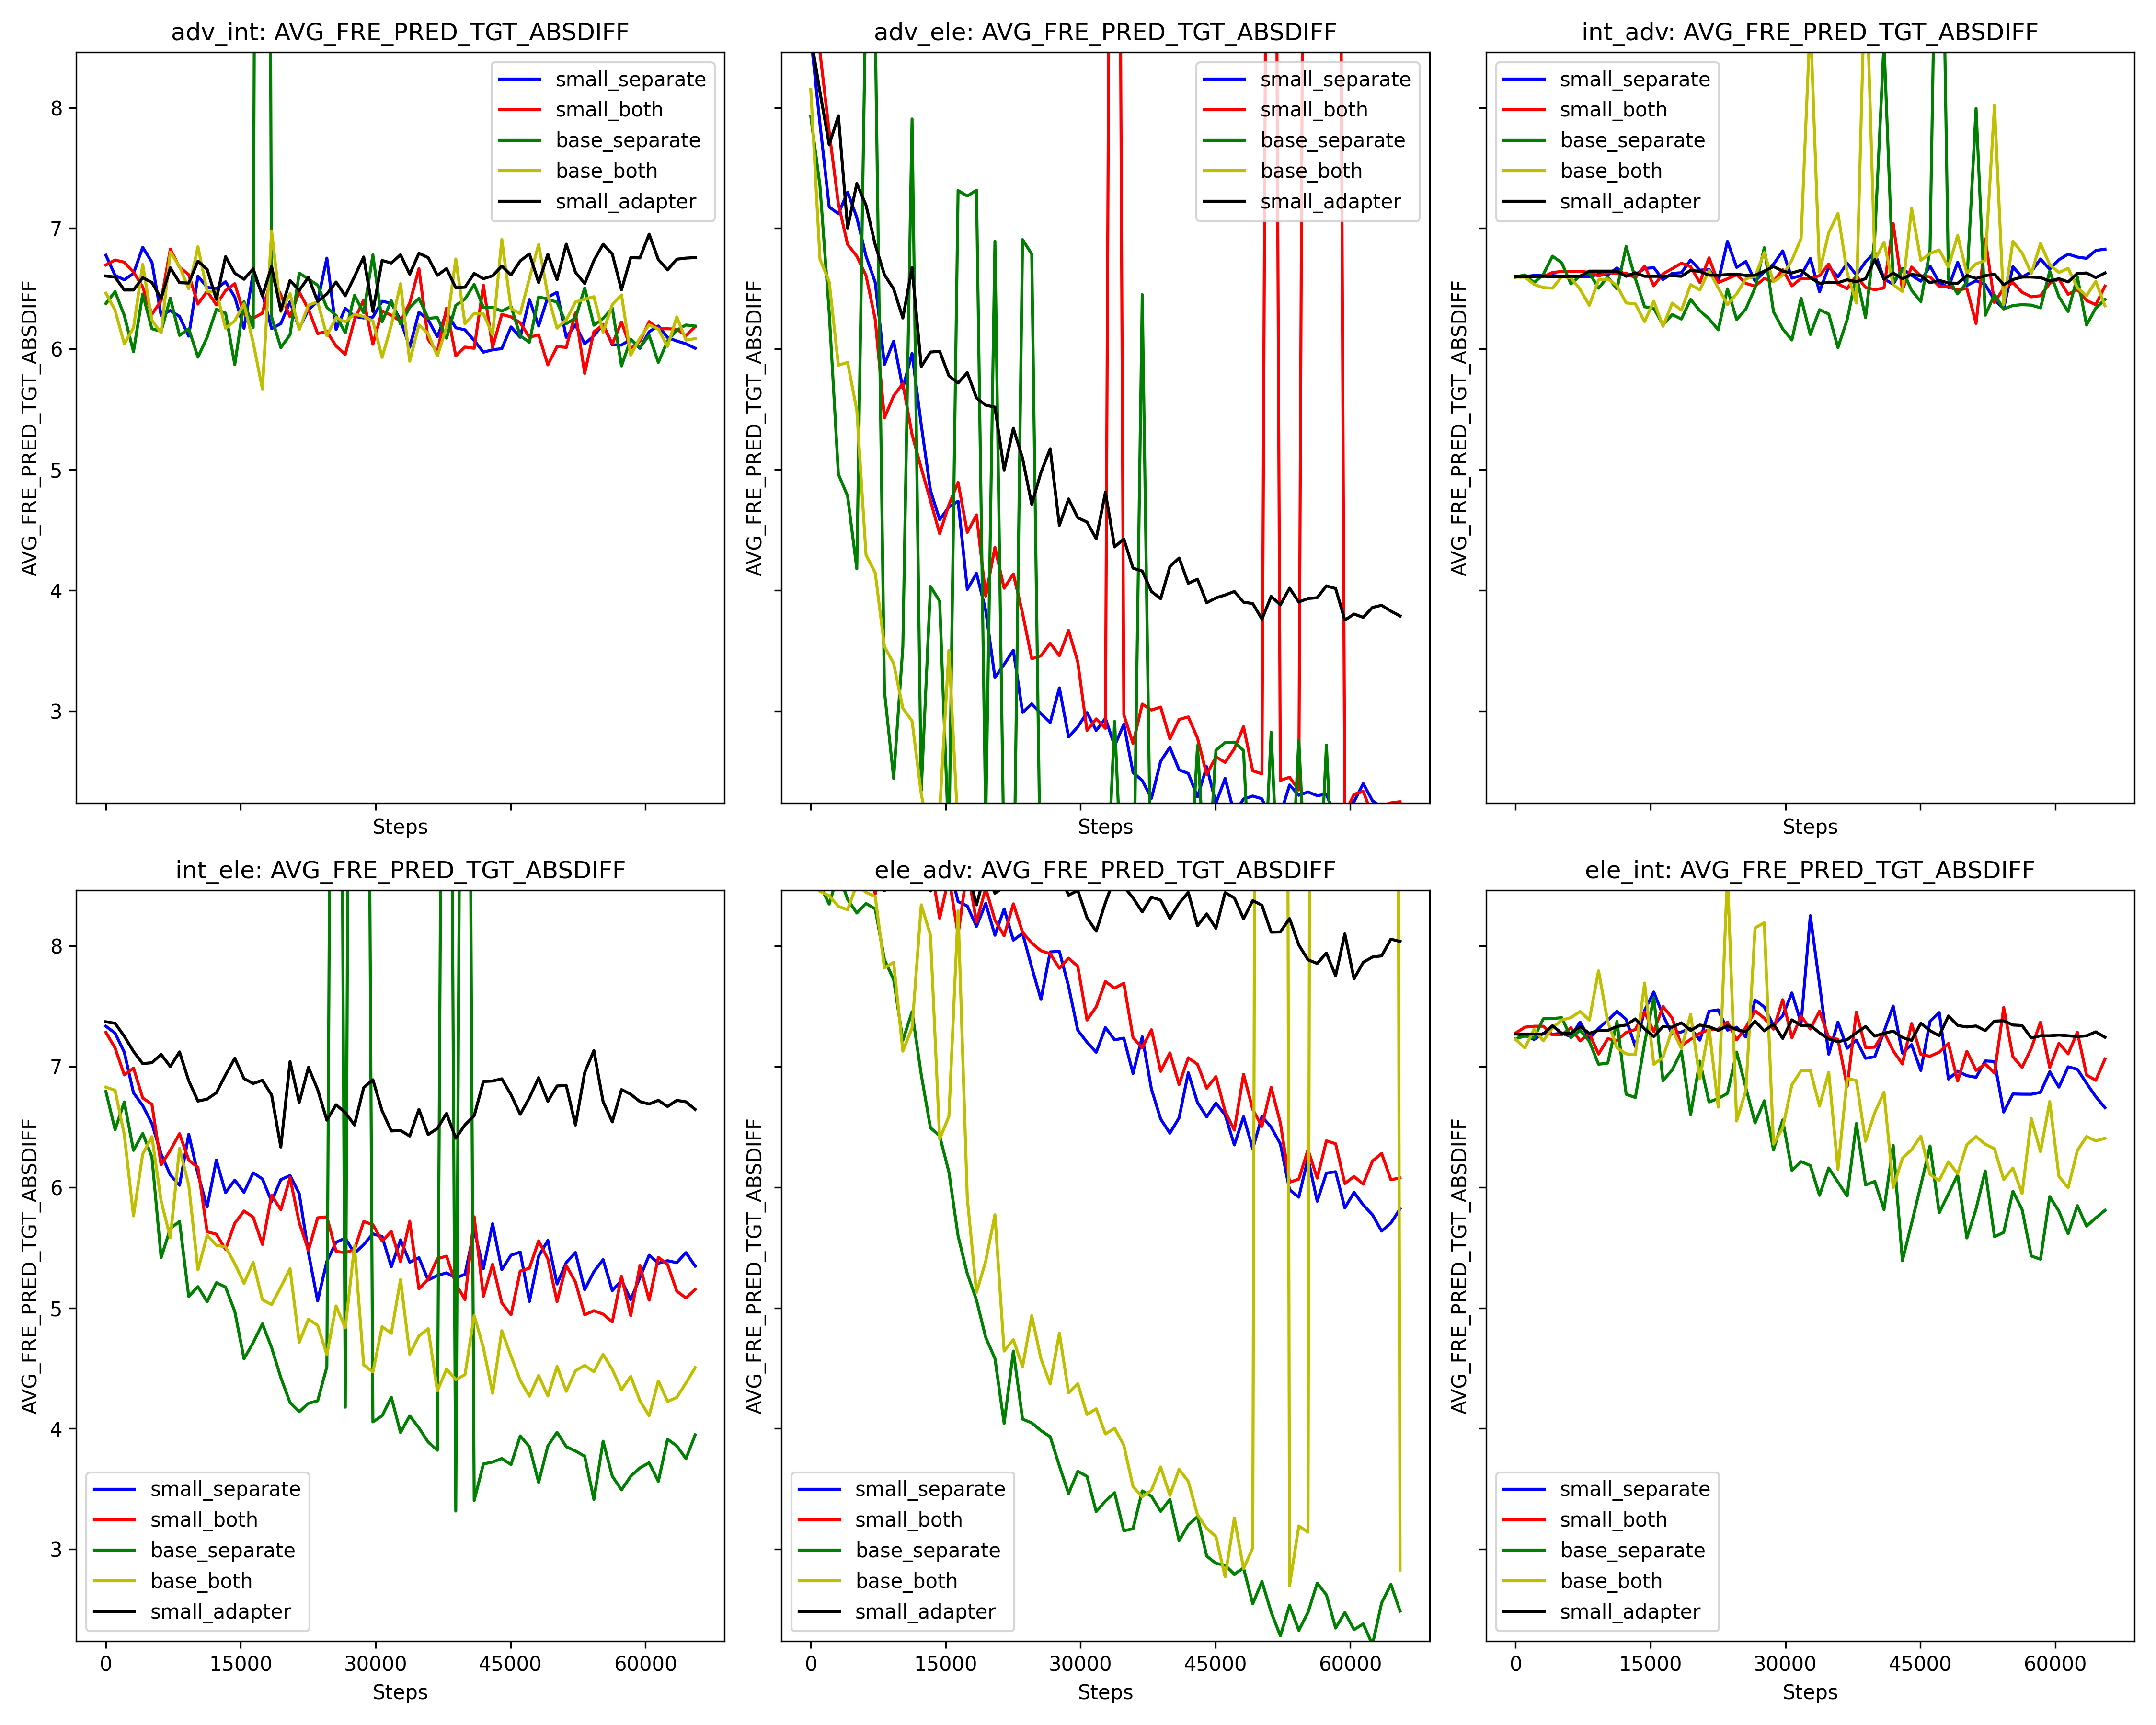 adv_int: AVG_FRE_PRED_TGT_ABSDIFF
AVG_FRE_PRED_TGT_ABSDIFF
8
7
6
5
4
3
small_separate
small_both
base_separate
base_both
small_adapter
Steps
adv_ele: AVG_FRE_PRED_TGT_ABSDIFF
AVG_FRE_PRED_TGT_ABSDIFF
small_separate
small_both
base_separate
base_both
small_adapter
Steps
int_adv: AVG_FRE_PRED_TGT_ABSDIFF
AVG_FRE_PRED_TGT_ABSDIFF
small_separate
small_both
base_separate
base_both
small_adapter
Steps
int_ele: AVG_FRE_PRED_TGT_ABSDIFF
AVG_FRE_PRED_TGT_ABSDIFF
8
7
6
5
4
3
small_separate
small_both
base_separate
base_both
small_adapter
0 15000 30000 45000 60000
Steps
ele_adv: AVG_FRE_PRED_TGT_ABSDIFF
AVG_FRE_PRED_TGT_ABSDIFF
small_separate
small_both
base_separate
base_both
small_adapter
0 15000 30000 45000 60000
Steps
ele_int: AVG_FRE_PRED_TGT_ABSDIFF
AVG_FRE_PRED_TGT_ABSDIFF
small_separate
small_both
base_separate
base_both
small_adapter
0 15000 30000 45000 60000
Steps